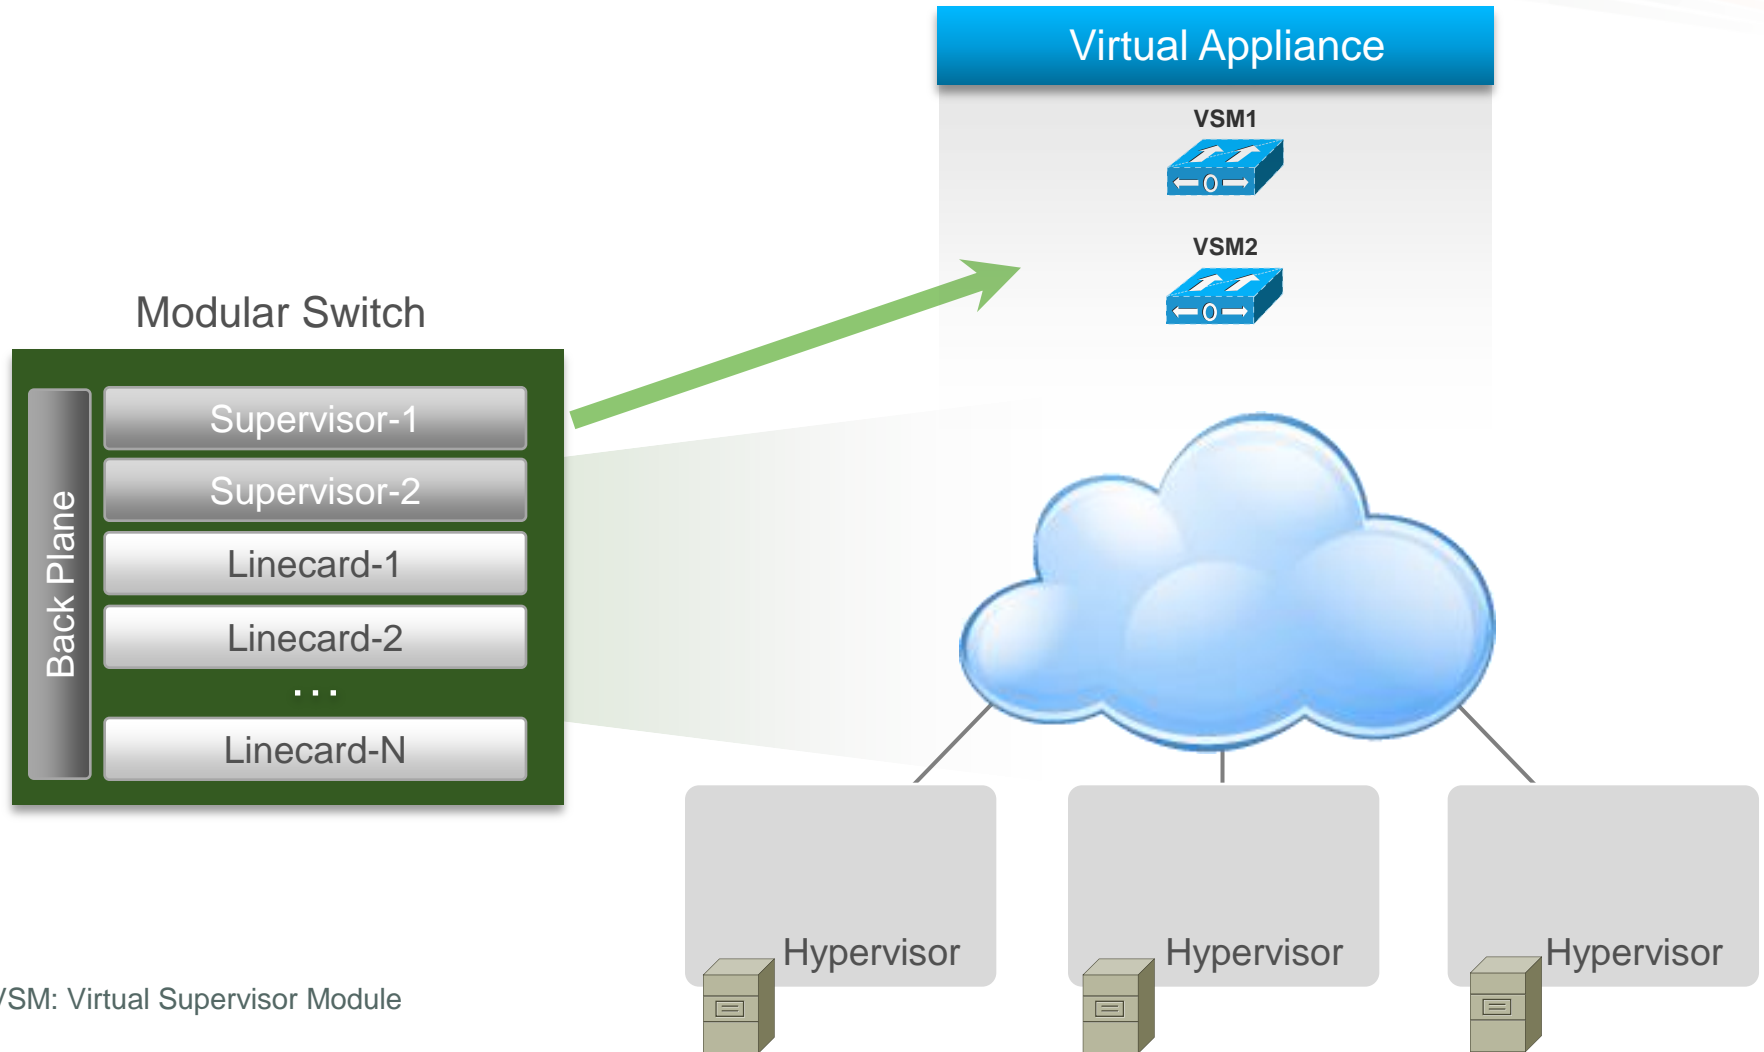 Virtual Appliance
VSM1
VSM2
Modular Switch
Back Plane
Supervisor-1
Supervisor-2
Linecard-1
Linecard-2
...
Linecard-N
Hypervisor
Hypervisor
Hypervisor
VSM: Virtual Supervisor Module